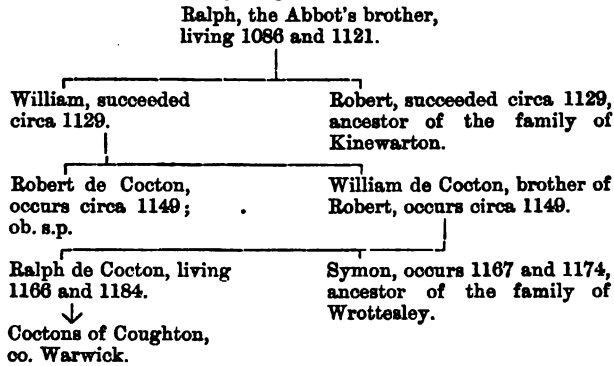 Ralph, the Abbot's brother,
living 1086 and 1121.
William, succeeded
circa 1129.
Robert, succeeded circa 1129,
ancestor of the family of
Kinewarton.
Robert de Cocton,
occurs circa 1149;
ob. s.p.
William de Cocton, brother of
Robert, occurs circa 1149.
Ralph de Cocton, living
1166 and 1184.
Symon, occurs 1167 and 1174,
ancestor of the family of
Wrottesley.
Coctons of Coughton,
co. Warwick.